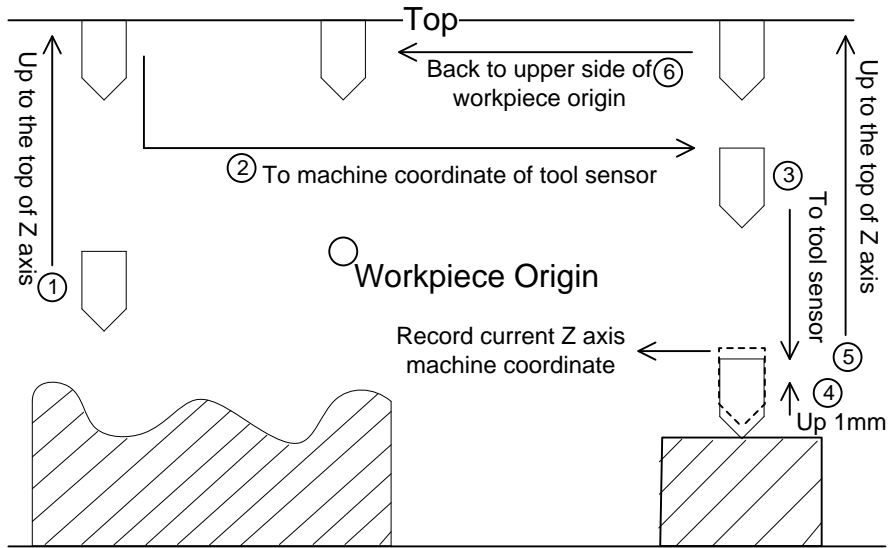 Top
Up to the top of Z axis
①
② To machine coordinate of tool sensor
Back to upper side of ⑥
workpiece origin
③
To tool sensor
Up to the top of Z axis
Workpiece Origin
Record current Z axis
machine coordinate
④
Up 1mm
⑤